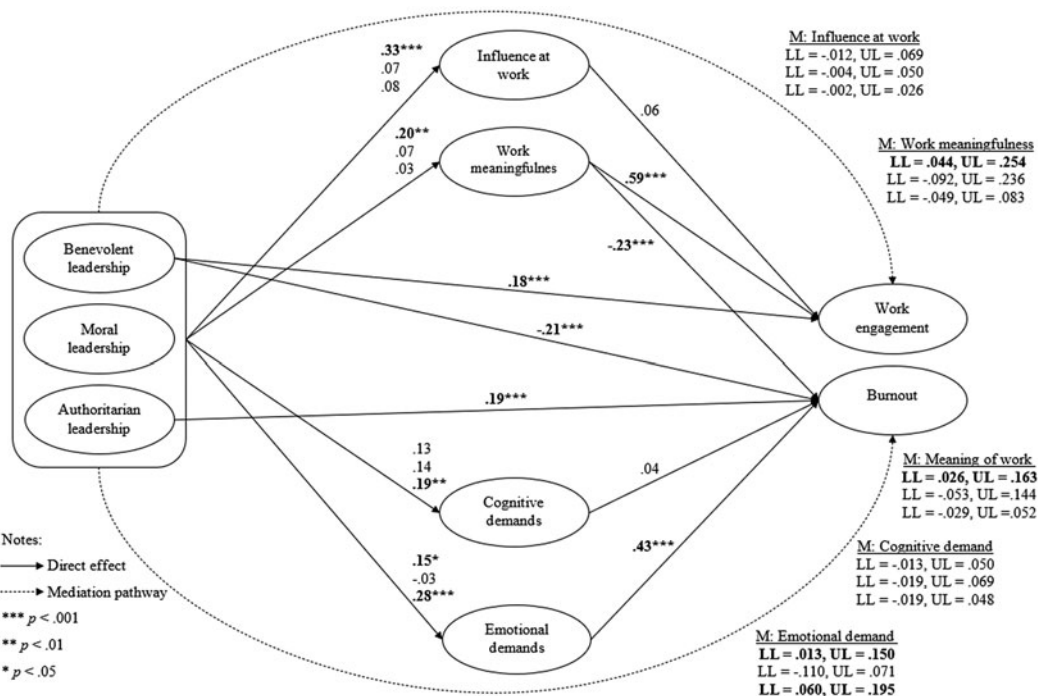 M: Influence at work
LL = -.012, UL = .069
LL = -.004, UL = .050
LL = -.002, UL = .026
.33***
.07
.08
Influence at
work
.06
.20**
.07
.03
Work
meaningfulnes
.59***
-.23***
M: Work meaningfulness
LL = .044, UL = .254
LL = -.092, UL = .236
LL = -.049, UL = .083
Benevolent
leadership
Moral
leadership
Authoritarian
leadership
.18***
-.21***
.19***
Work
engagement
Burnout
.13
.14
.19**
Cognitive
demands
.04
.15*
-.03
.28***
Emotional
demands
.43***
M: Meaning of work
LL = .026, UL = .163
LL = -.053, UL =.144
LL = -.029, UL =.052
M: Cognitive demand
LL = -.013, UL = .050
LL = -.019, UL = .069
LL = -.019, UL = .048
M: Emotional demand
LL = .013, UL = .150
LL = -.110, UL = .071
LL = .060, UL = .195
Notes:
Direct effect
Mediation pathway
*** p < .001
** p < .01
* p < .05